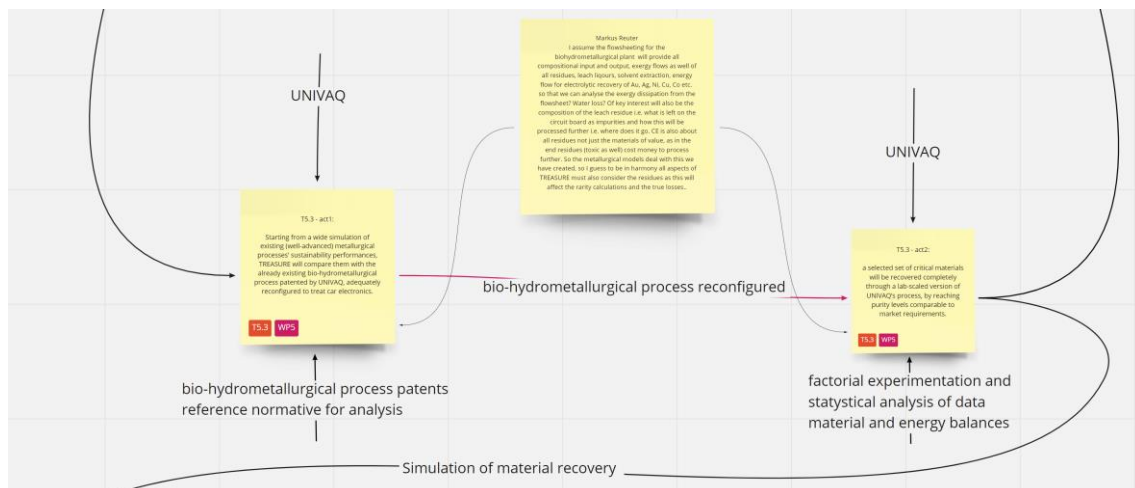 Markus Reuter
I assume the flowsheeting for the
biohydrometallurgical plant will provide all
compositional input and output, exergy flows as well of
all residues, leach liqours, solvent extraction, energy
flow for electrolytic recovery of Au, Ag, Ni, Cu, Co etc.
so that we can analyse the exergy dissipation from the
flowsheet? Water loss? Of key interest will also be the
composition of the leach residue i.e. what is left on the
circuit board as impurities and how this will be
processed further i.e. where does it go. CE is also about
all residues not just the materials of value, as in the
end residues (toxic as well) cost money to process
further. So the metallurgical models deal with this we
have created, so I guess to be in harmony all aspects of
TREASURE must also consider the residues as this will
affect the rarity calculations and the true losses..
UNIVAQ
UNIVAQ
T5.3 - act1:
Starting from a wide simulation of
existing (well-advanced) metallurgical
processes' sustainability performances,
TREASURE will compare them with the
already existing bio-hydrometallurgical
process patented by UNIVAQ, adequately
reconfigured to treat car electronics.
T5.3 WP5
bio-hydrometallurgical process reconfigured
T5.3 - act2:
a selected set of critical materials
will be recovered completely
through a lab-scaled version of
UNIVAQ's process, by reaching
purity levels comparable to
market requirements.
T5.3 WP5
bio-hydrometallurgical process patents
reference normative for analysis
factorial experimentation and
statystical analysis of data
material and energy balances
Simulation of material recovery